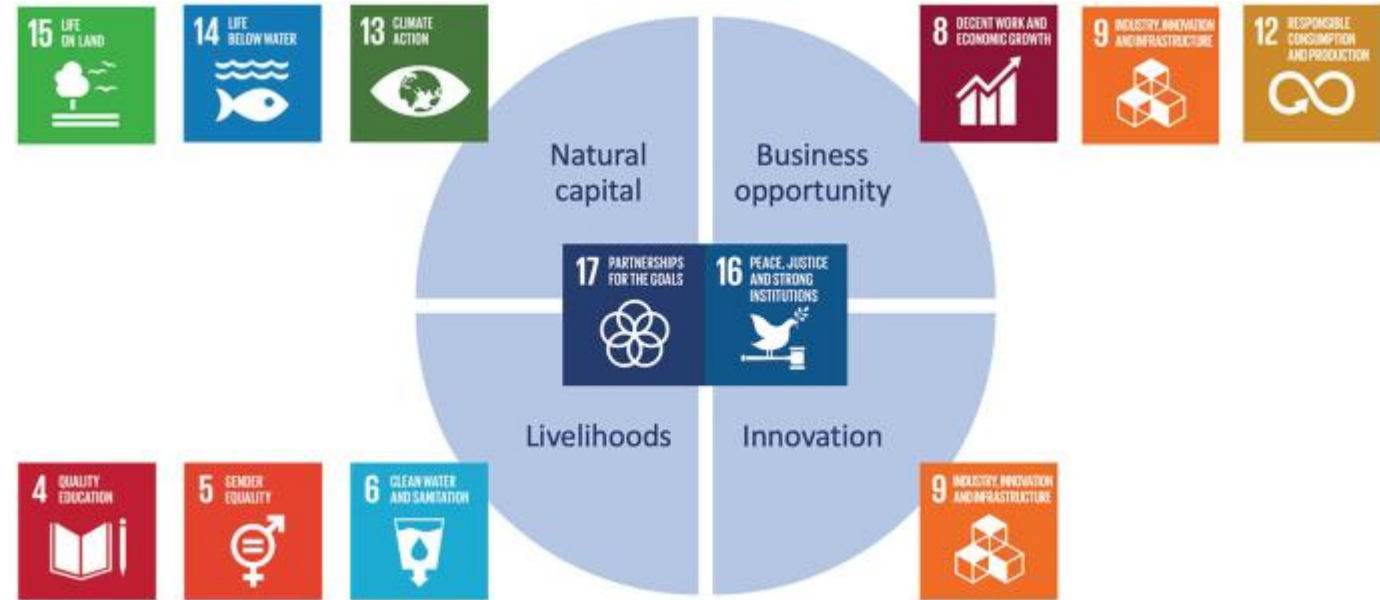 15 LIFE
ON LAND
14 LIFE
BELOW WATER
13 CLIMATE
ACTION
8 DECENT WORK AND
ECONOMIC GROWTH
9 INDUSTRY, INNOVATION
AND INFRASTRUCTURE
12 RESPONSIBLE
CONSUMPTION
AND PRODUCTION
Natural
capital
Business
opportunity
17 PARTNERSHIPS
FOR THE GOALS
16 PEACE, JUSTICE
AND STRONG
INSTITUTIONS
Livelihoods
Innovation
4 QUALITY
EDUCATION
5 GENDER
EQUALITY
6 CLEAN WATER
AND SANITATION
9 INDUSTRY, INNOVATION
AND INFRASTRUCTURE